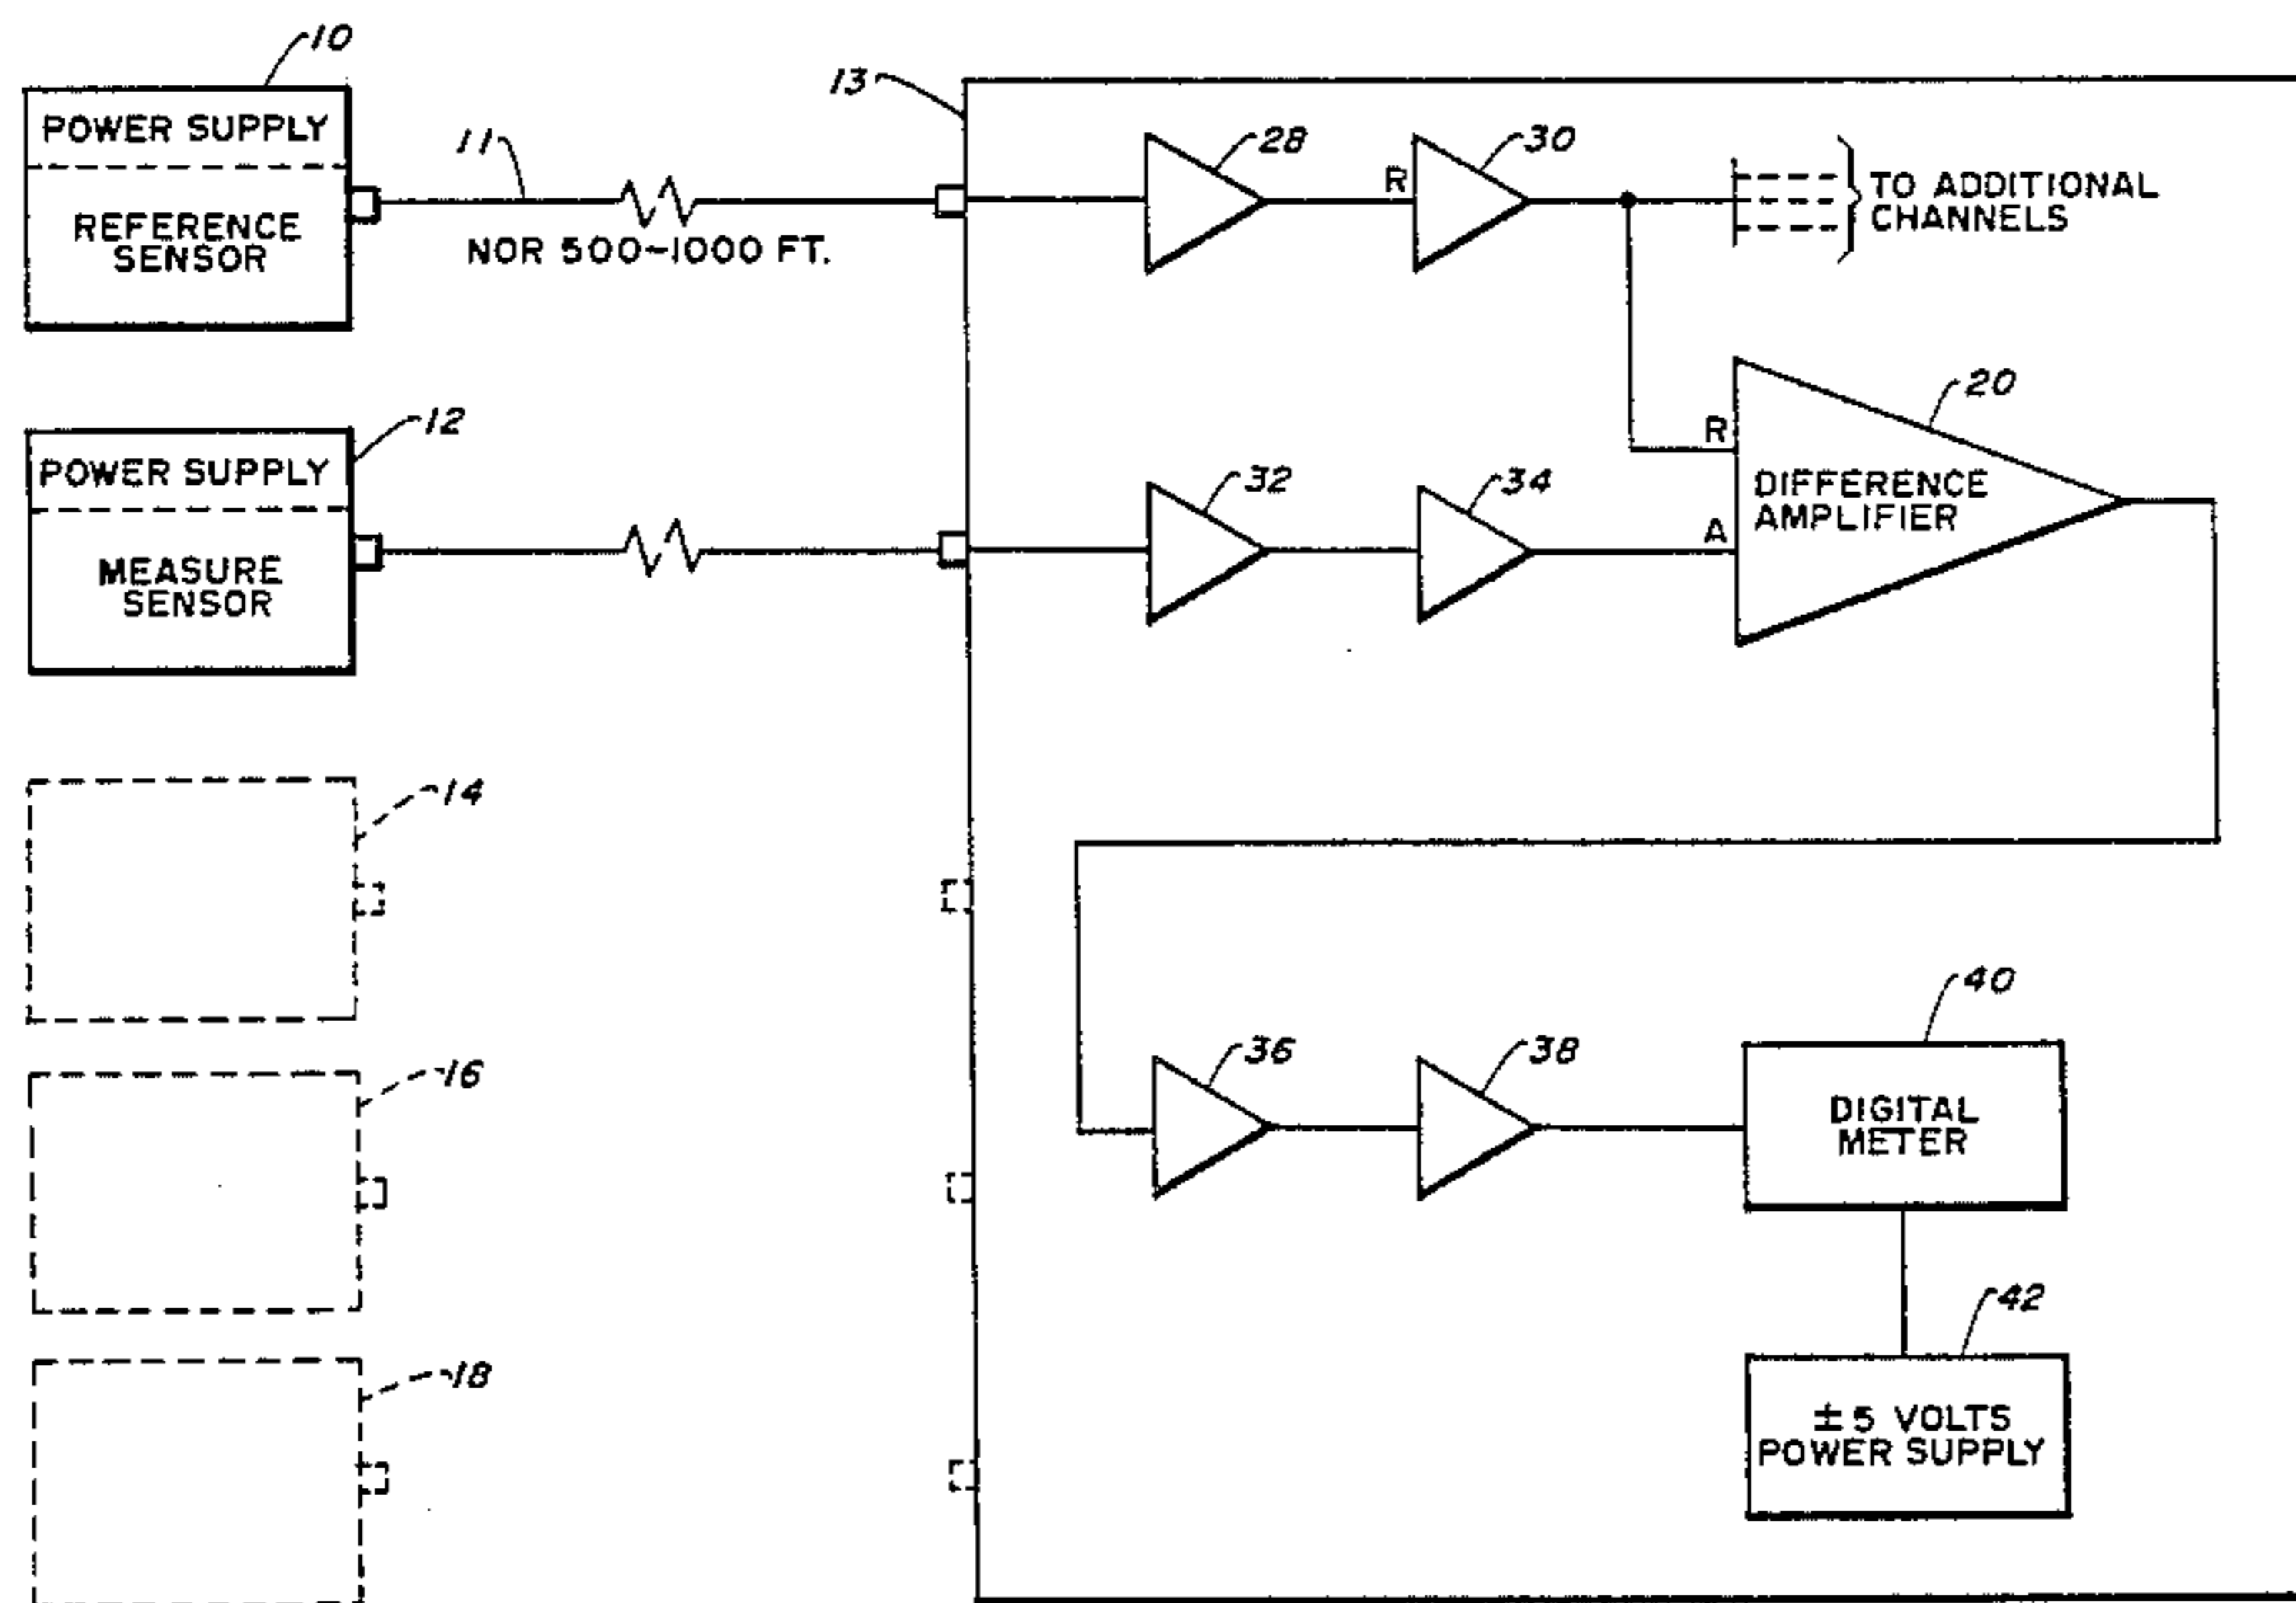 10
POWER SUPPLY
REFERENCE
SENSOR
11
NOR 500-1000 FT.
13
28
R
30
TO ADDITIONAL
CHANNELS
12
POWER SUPPLY
MEASURE
SENSOR
32
34
R
A
20
DIFFERENCE
AMPLIFIER
14
16
18
36
38
40
DIGITAL
METER
42
±5 VOLTS
POWER SUPPLY